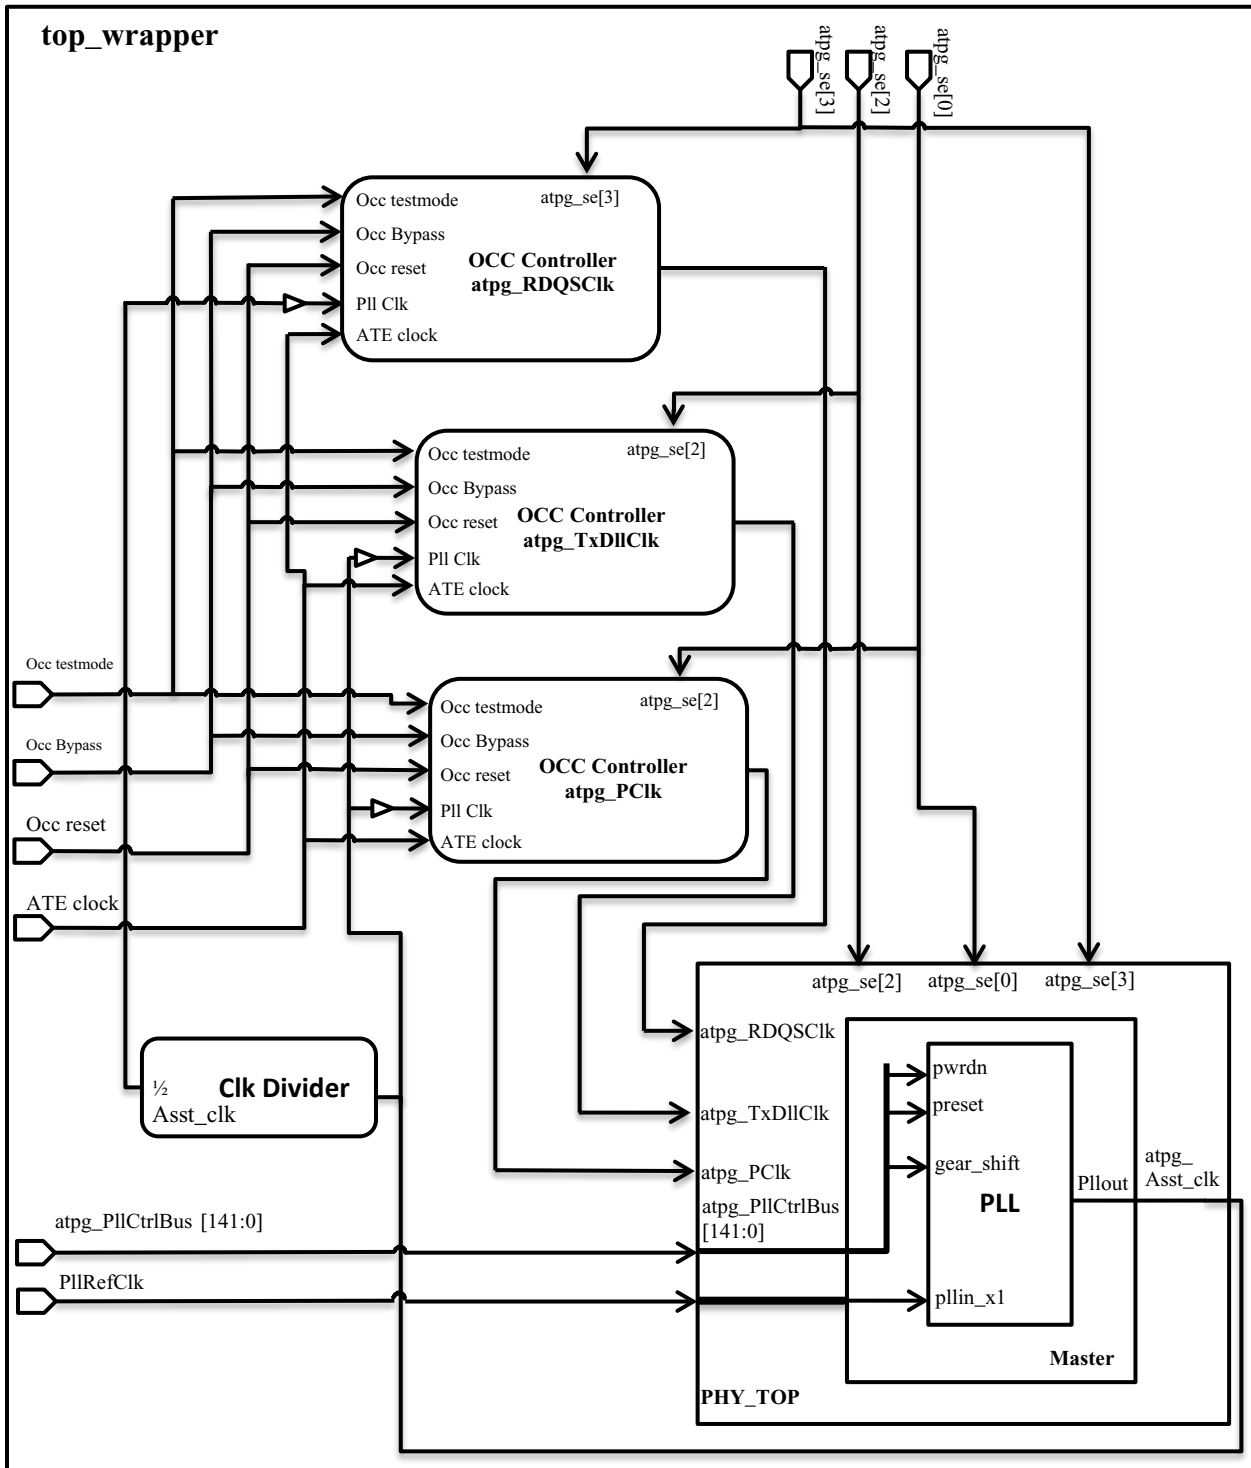 top_wrapper
atpg_se[3]
atpg_se[2]
atpg_se[0]
Occ testmode
atpg_se[3]
Occ Bypass
OCC Controller
Occ reset
atpg_RDQSClk
Pll Clk
ATE clock
Occ testmode
atpg_se[2]
Occ Bypass
OCC Controller
Occ reset
atpg_TxDllClk
Pll Clk
ATE clock
Occ testmode
Occ testmode
atpg_se[2]
Occ Bypass
Occ Bypass
OCC Controller
Occ reset
atpg_PClk
Pll Clk
Occ reset
ATE clock
ATE clock
atpg_se[2]
atpg_se[0]
atpg_se[3]
atpg_RDQSClk
½
Clk Divider
Asst_clk
pwrdn
preset
atpg_TxDllClk
gear_shift
atpg_PClk
Pllout
atpg_
Asst_clk
PLL
atpg_PllCtrlBus [141:0]
atpg_PllCtrlBus
[141:0]
PllRefClk
pllin_x1
Master
PHY_TOP